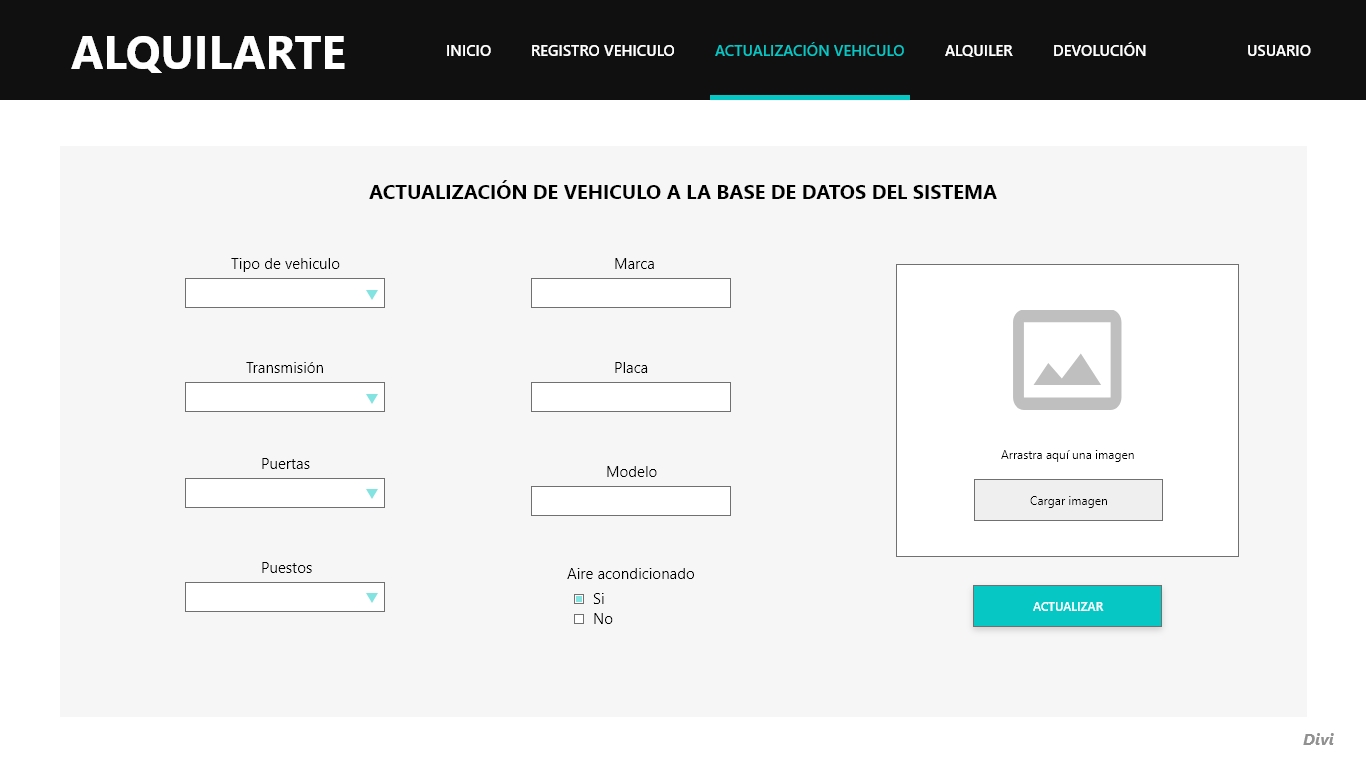 ALQUILARTE
INICIO
REGISTRO VEHICULO
ACTUALIZACIÓN VEHICULO
ALQUILER
DEVOLUCIÓN
USUARIO
ACTUALIZACIÓN DE VEHICULO A LA BASE DE DATOS DEL SISTEMA
Tipo de vehiculo
Transmisión
Puertas
Puestos
Marca
Placa
Modelo
Aire acondicionado
Si
No
Arrastra aquí una imagen
Cargar imagen
ACTUALIZAR
Divi